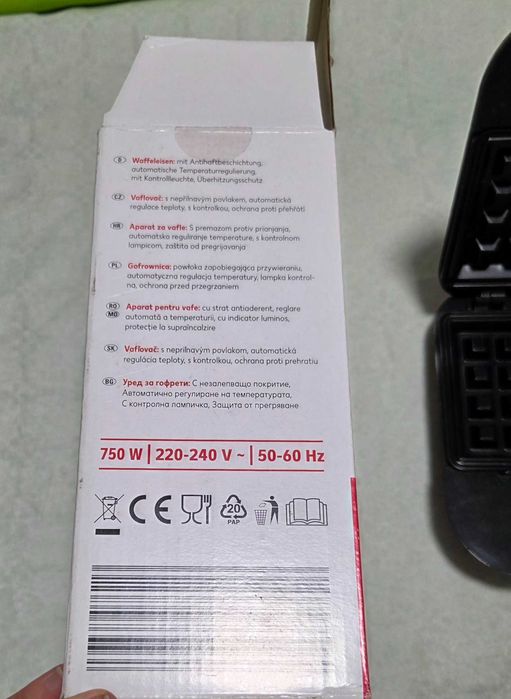 D Waffeleisen: mit Antihaftbeschichtung,
automatische Temperaturregulierung,
mit Kontrollleuchte, Überhitzungsschutz
CZ Vaflovač: s nepřilnavým povlakem, automatická
regulace teploty, s kontrolkou, ochrana proti přehřátí
HR Aparat za vafle: S premazom protiv prianjanja,
automatsko reguliranje temperature, s kontrolnom
lampicom, zaštita od pregrijavanja
PL Gofrownica: powłoka zapobiegająca przywieraniu,
automatyczna regulacja temperatury, lampka kontrol-
na, ochrona przed przegrzaniem
RO MD Aparat pentru vafe: cu strat antiaderent, reglare
automată a temperaturii, cu indicator luminos,
protecție la supraîncălzire
SK Vaflovač: s nepriľnavým povlakom, automatická
regulácia teploty, s kontrolkou, ochrana proti prehratiu
BG Уред за гофрети: С незалепващо покритие,
Автоматично регулиране на температурата,
С контролна лампичка, Защита от прегряване
750 W | 220-240 V ~ | 50-60 Hz
CE 20
PAP